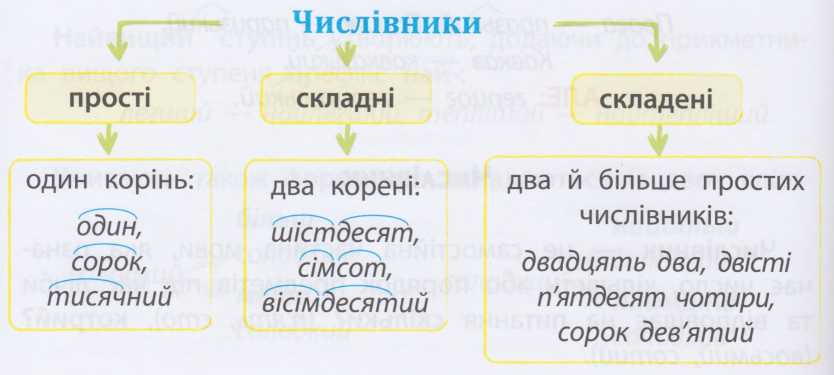 Числівники
прості
складні
складені
один корінь:
один,
сорок,
тисячний
два корені:
шістдесят,
сімсот,
вісімдесятий
два й більше простих
числівників:
двадцять два, двісті
п'ятдесят чотири,
сорок дев'ятий